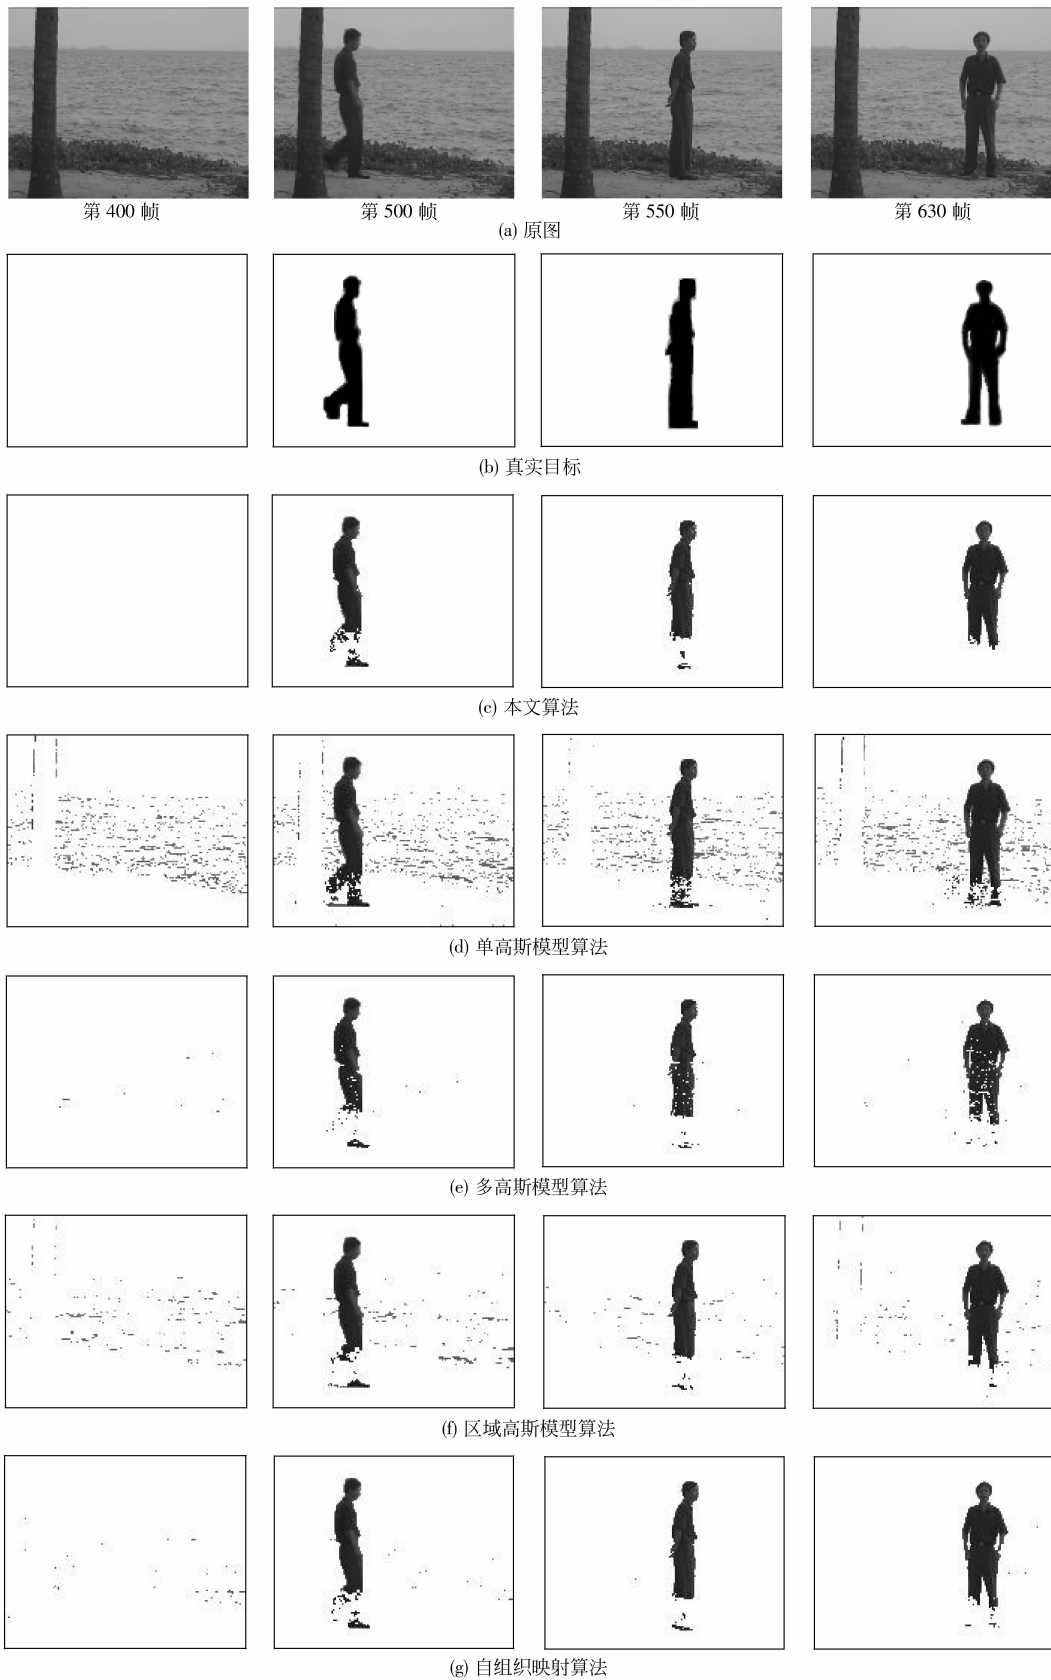 第 400 帧
第 500 帧
第 550 帧
第 630 帧
(a) 原图
(b) 真实目标
(c) 本文算法
(d) 单高斯模型算法
(e) 多高斯模型算法
(f) 区域高斯模型算法
(g) 自组织映射算法